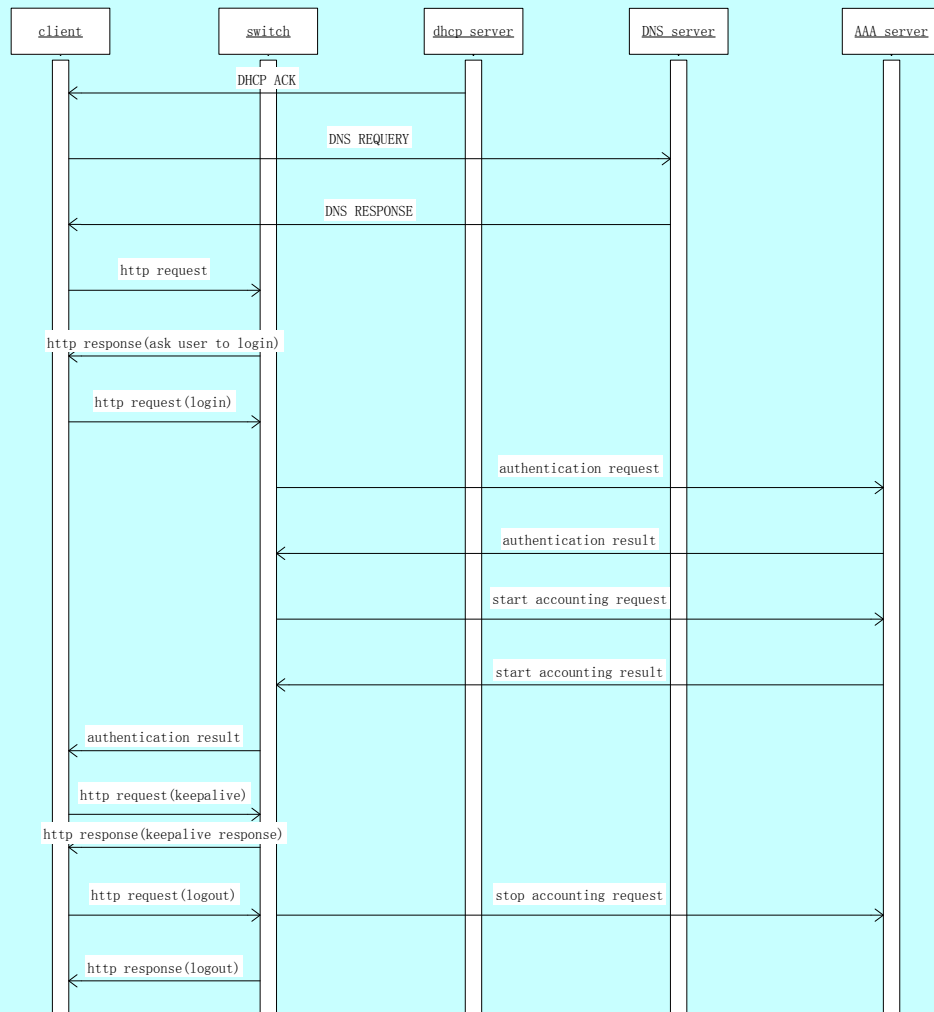 client
switch
dhcp server
DNS server
AAA server
DHCP ACK
DNS REQUERY
DNS RESPONSE
http request
http response(ask user to login)
http request(login)
authentication request
authentication result
start accounting request
start accounting result
authentication result
http request(keepalive)
http response(keepalive response)
http request(logout)
stop accounting request
http response(logout)